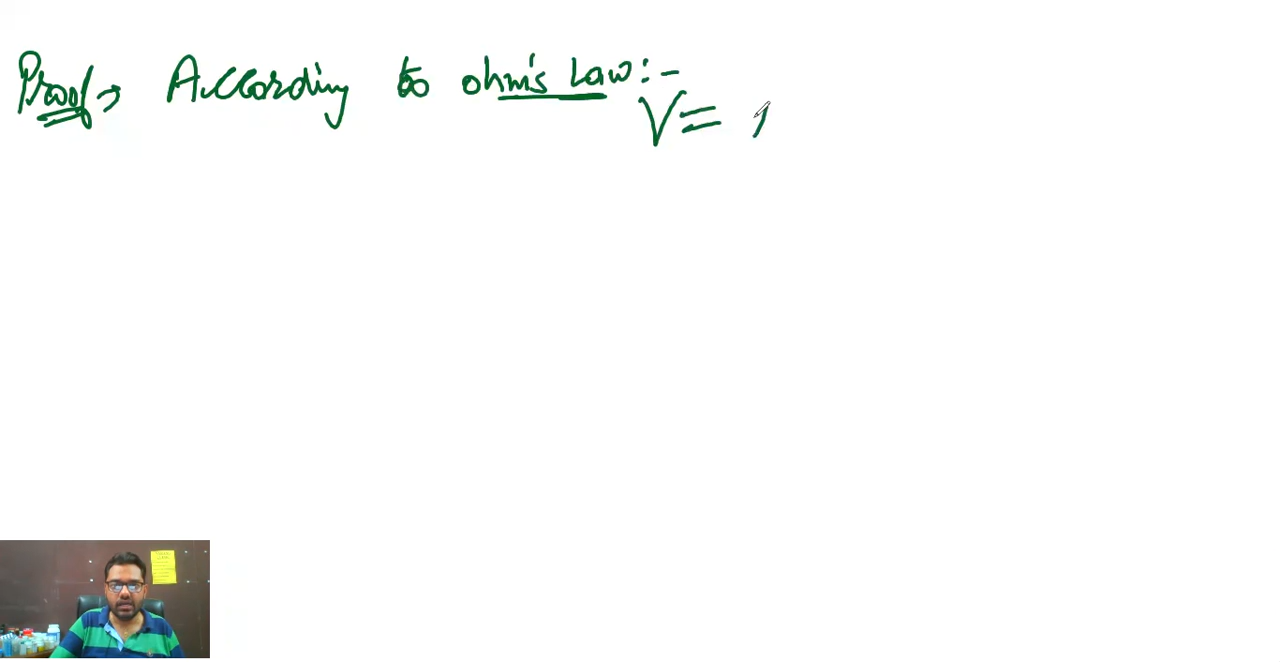 Proof → According to ohm's Law :-
V =